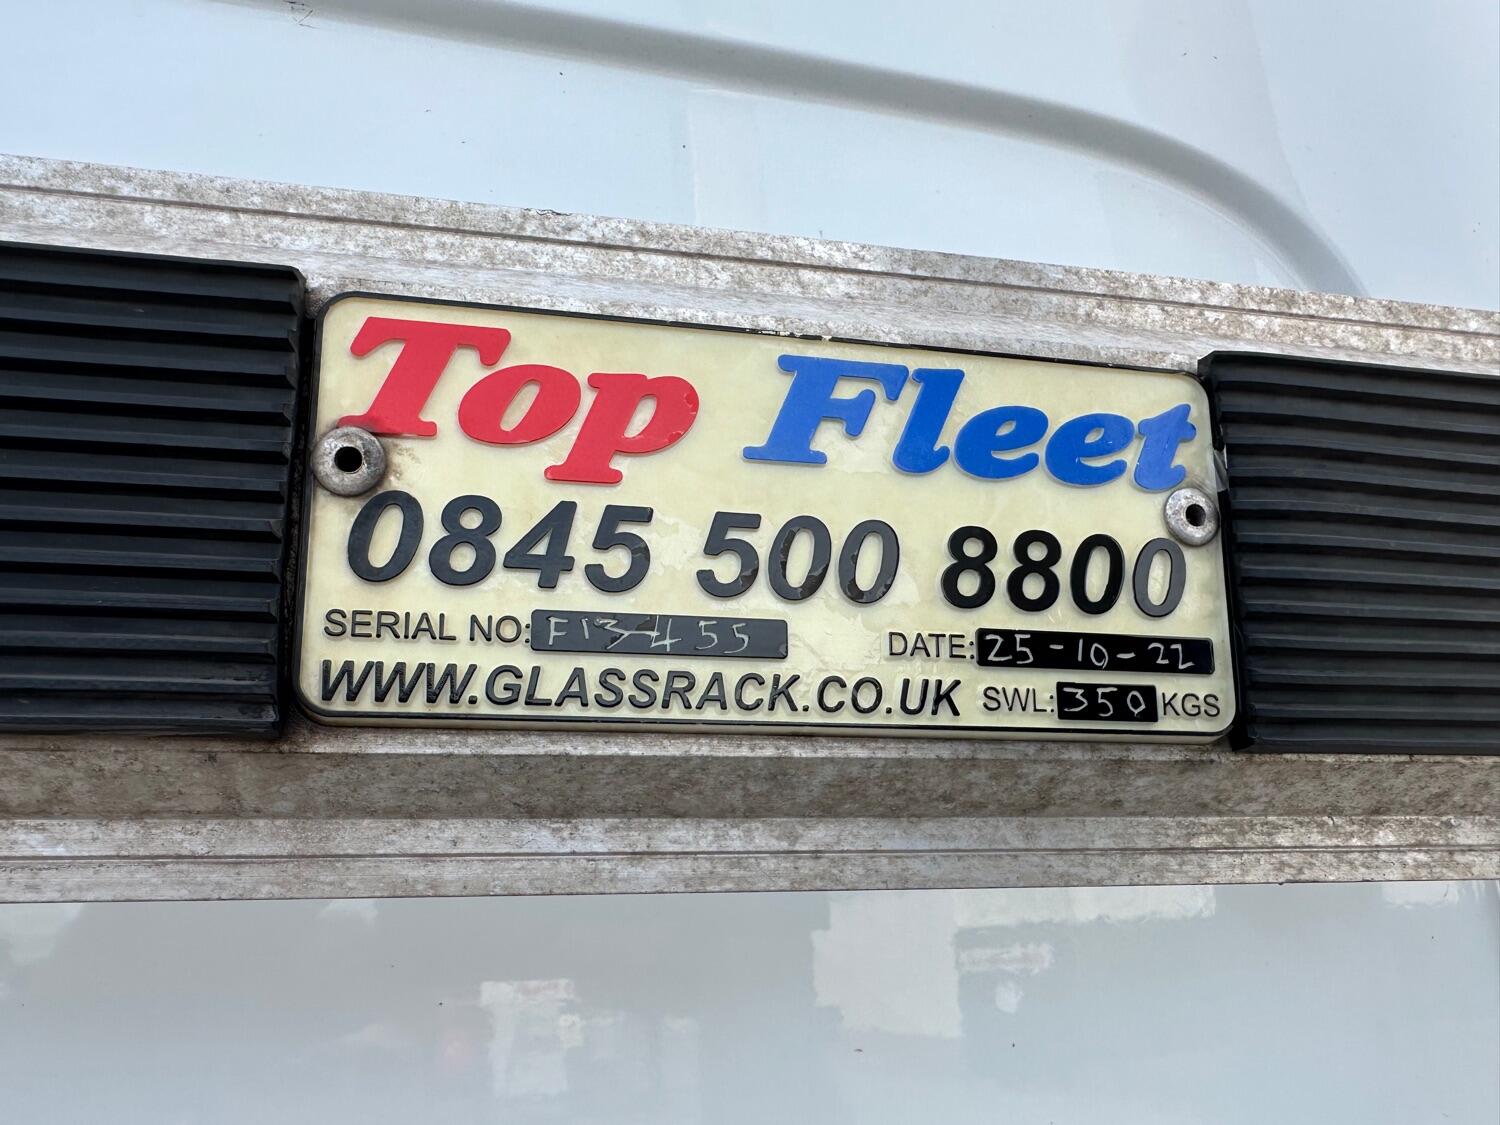 Top Fleet
0845 500 8800
SERIAL NO: F13455 DATE: 25-10-22
WWW.GLASSRACK.CO.UK SWL: 350 KGS